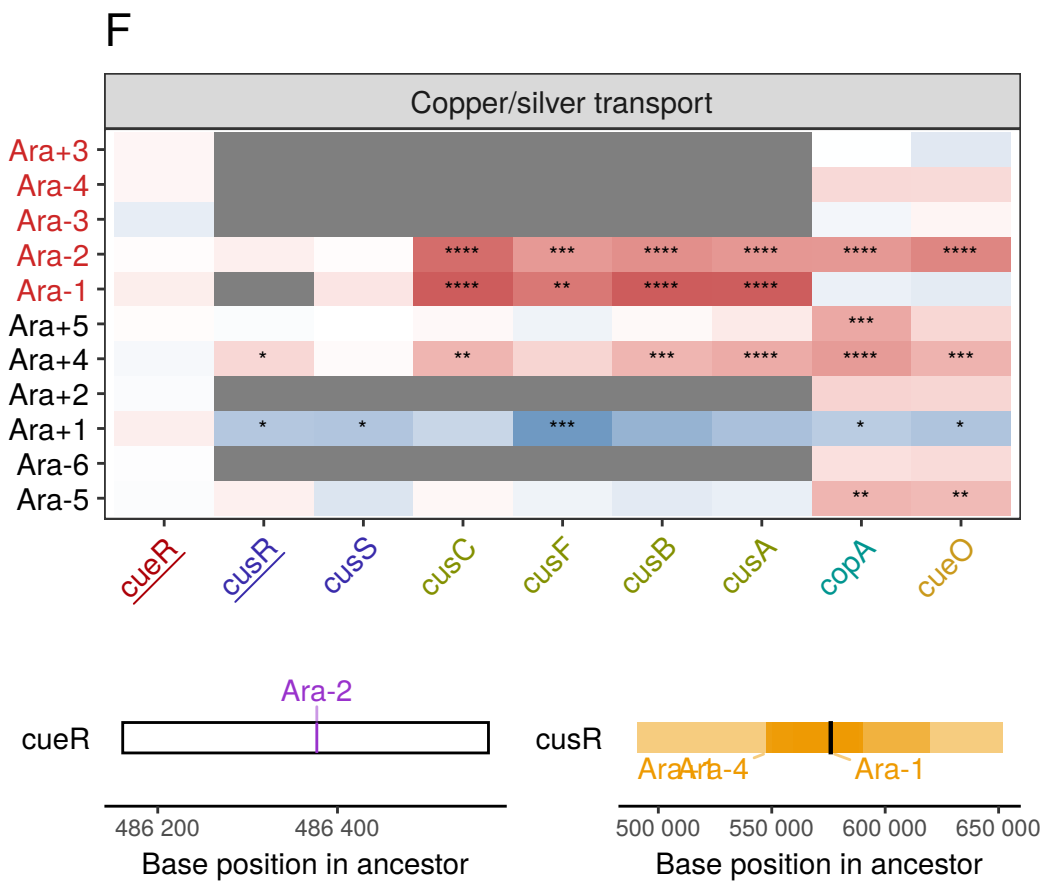 F
Copper/silver transport
Ara+3
Ara-4
Ara-3
Ara-2 **** *** **** **** **** ****
Ara-1 **** ** **** ****
Ara+5 ***
Ara+4 * ** *** **** **** ***
Ara+2
Ara+1 * * *** * *
Ara-6
Ara-5 ** **
cueR cusR cusS cusC cusF cusB cusA copA cueO
Ara-2
cueR
486 200 486 400
Base position in ancestor
cusR
Ara-4 Ara-1
500 000 550 000 600 000 650 000
Base position in ancestor